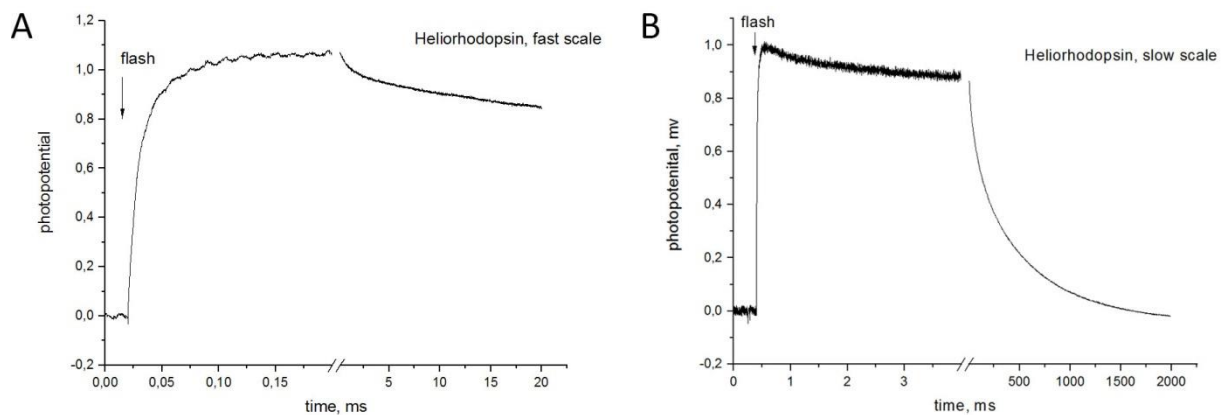 A
Heliorhodopsin, fast scale
flash
photopotential
1,2
1,0
0,8
0,6
0,4
0,2
0,0
-0,2
0,00 0,05 0,10 0,15 5 10 15 20
time, ms
B
flash
Heliorhodopsin, slow scale
photopotenital, mv
1,0
0,8
0,6
0,4
0,2
0,0
-0,2
0 1 2 3 500 1000 1500 2000
time, ms